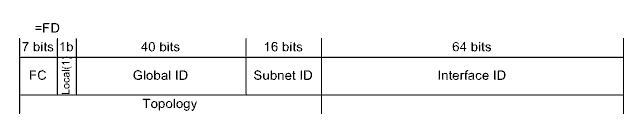 =FD
7 bits 1b 40 bits 16 bits 64 bits
FC Local(1) Global ID Subnet ID Interface ID
Topology